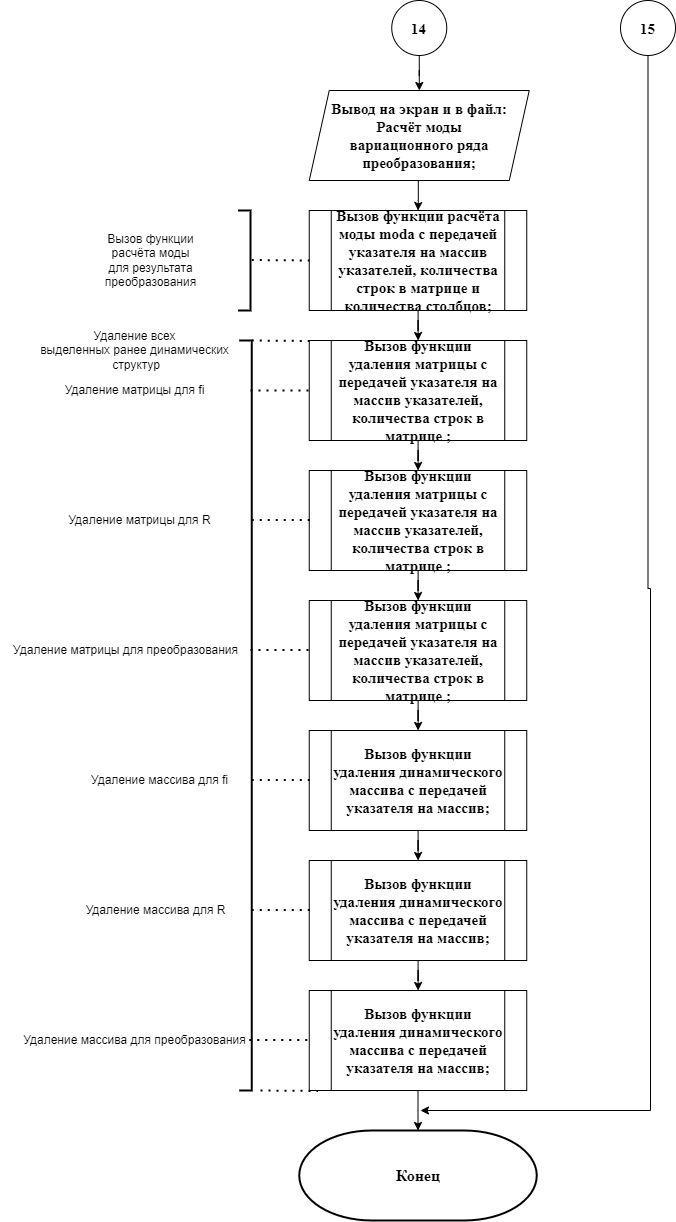 14
15
Вывод на экран и в файл:
Расчёт моды
вариационного ряда
преобразования;
Вызов функции
расчёта моды
для результата
преобразования
Вызов функции расчёта
моды moda с передачей
указателя на массив
указателей, количества
строк в матрице и
количества столбцов;
Удаление всех
выделенных ранее динамических
структур
Удаление матрицы для fi
Вызов функции
удаления матрицы с
передачей указателя на
массив указателей,
количества строк в
матрице ;
Удаление матрицы для R
Вызов функции
удаления матрицы с
передачей указателя на
массив указателей,
количества строк в
матрице ;
Удаление матрицы для преобразования
Вызов функции
удаления матрицы с
передачей указателя на
массив указателей,
количества строк в
матрице ;
Удаление массива для fi
Вызов функции
удаления динамического
массива с передачей
указателя на массив;
Удаление массива для R
Вызов функции
удаления динамического
массива с передачей
указателя на массив;
Удаление массива для преобразования
Вызов функции
удаления динамического
массива с передачей
указателя на массив;
Конец